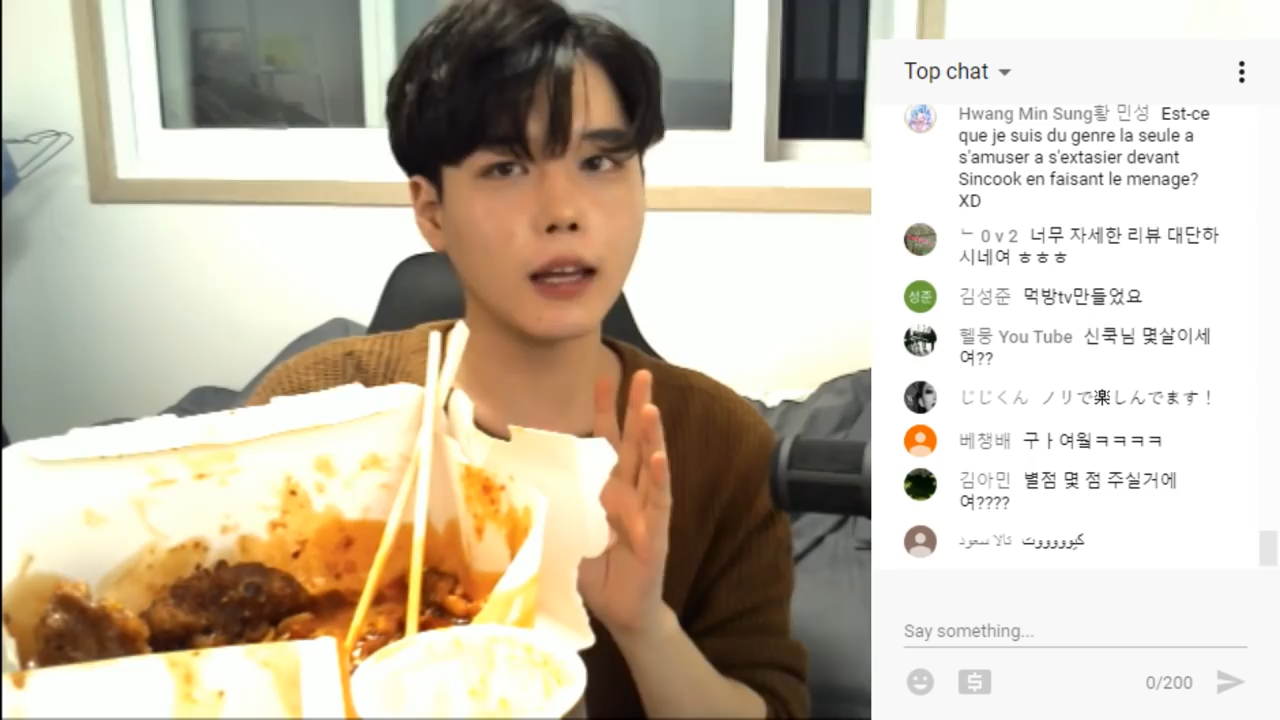 Top chat
Hwang Min Sung황 민성 Est-ce
que je suis du genre la seule a
s'amuser a s'extasier devant
Sincook en faisant le menage?
XD
ㄴ 0 v 2 너무 자세한 리뷰 대단하
시네여 ㅎㅎㅎ
성준
김성준 먹방tv만들었요
헬뭉 You Tube 신쿡님 몇살이세
여??
じじくん ノリで楽しんでます！
베챙배 구ㅏ여월ㅋㅋㅋㅋ
김아민 별점 몇 점 주실거에
여????
كيوووووت
Say something...
0/200